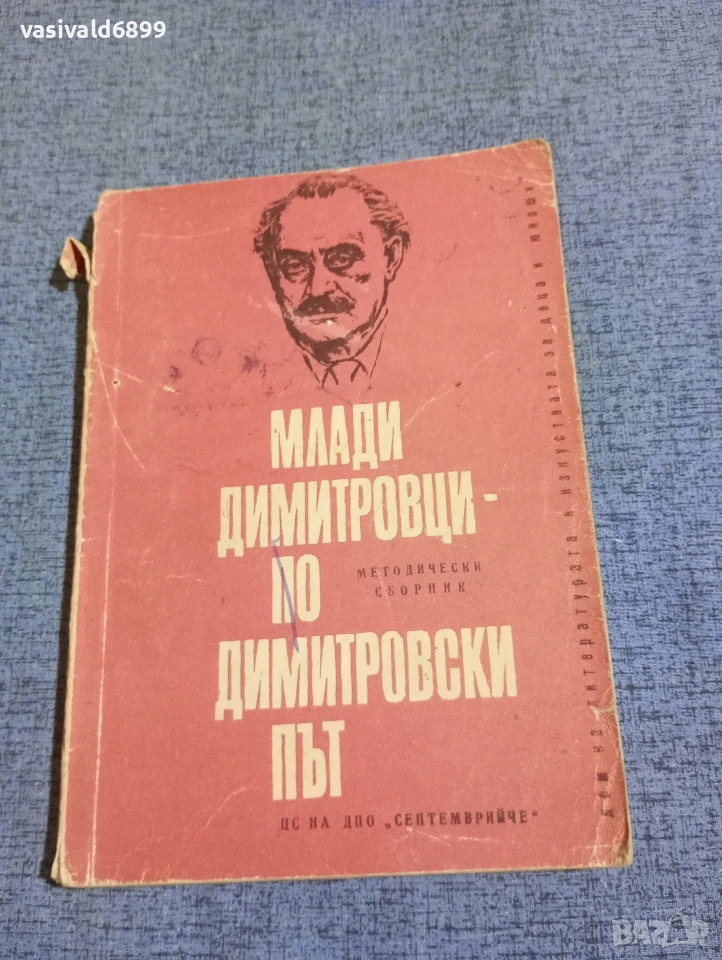 vasivald6899
МЛАДИ
ДИМИТРОВЦИ -
ПО
МЕТОДИЧЕСКИ
СБОРНИК
ДИМИТРОВСКИ
ПЪТ
ЦС НА ДПО „СЕПТЕМВРИЙЧЕ“
дом на литературата и изкуствата за деца и юноши
BAZAR